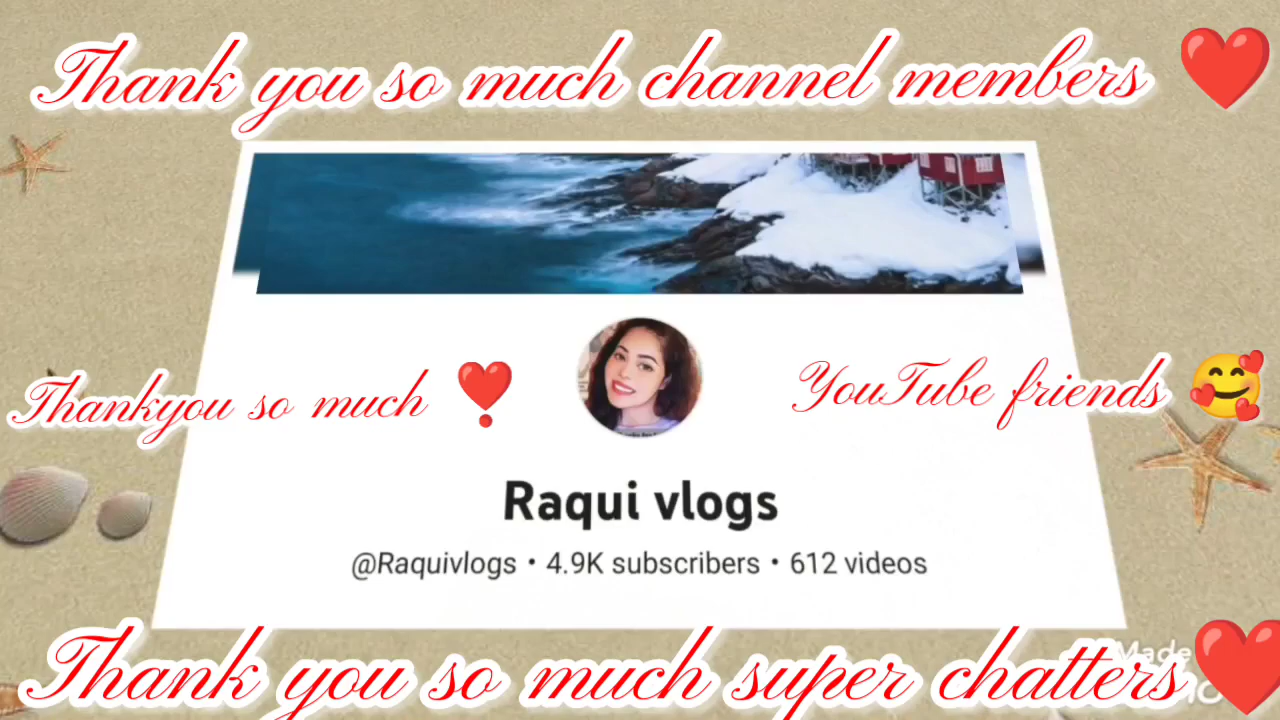 Thank you so much channel members ❤️
Thankyou so much ❣️
YouTube friends 🥰
Raqui vlogs
@Raquivlogs • 4.9K subscribers • 612 videos
Thank you so much super chatters ❤️
Made